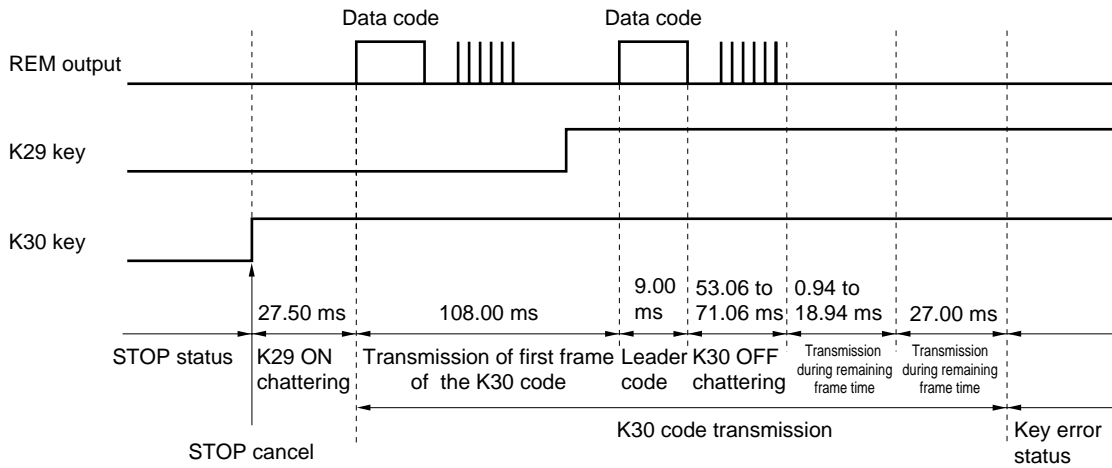 Data code
Data code
REM output
K29 key
K30 key
27.50 ms
108.00 ms
9.00
ms
53.06 to
71.06 ms
0.94 to
18.94 ms
27.00 ms
STOP status
K29 ON
chattering
Transmission of first frame
of the K30 code
Leader
code
K30 OFF
chattering
Transmission
during remaining
frame time
Transmission
during remaining
frame time
K30 code transmission
Key error
status
STOP cancel